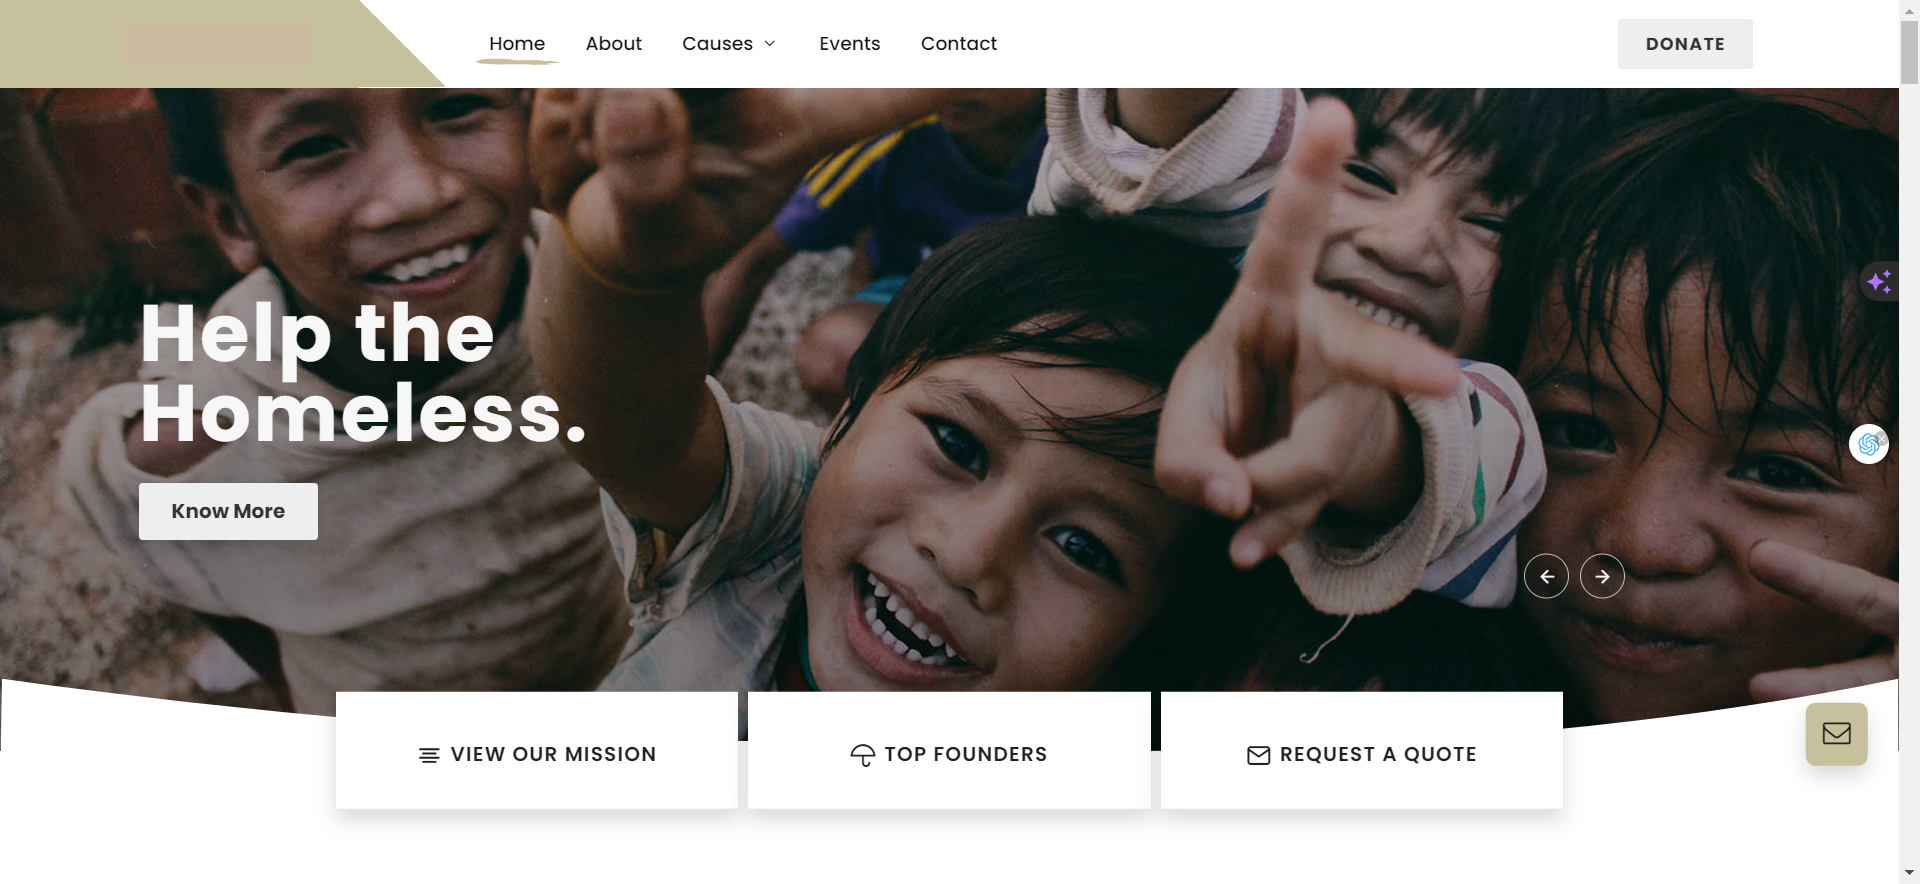 Home
About
Causes
Events
Contact
DONATE
Help the
Homeless.
Know More
VIEW OUR MISSION
TOP FOUNDERS
REQUEST A QUOTE